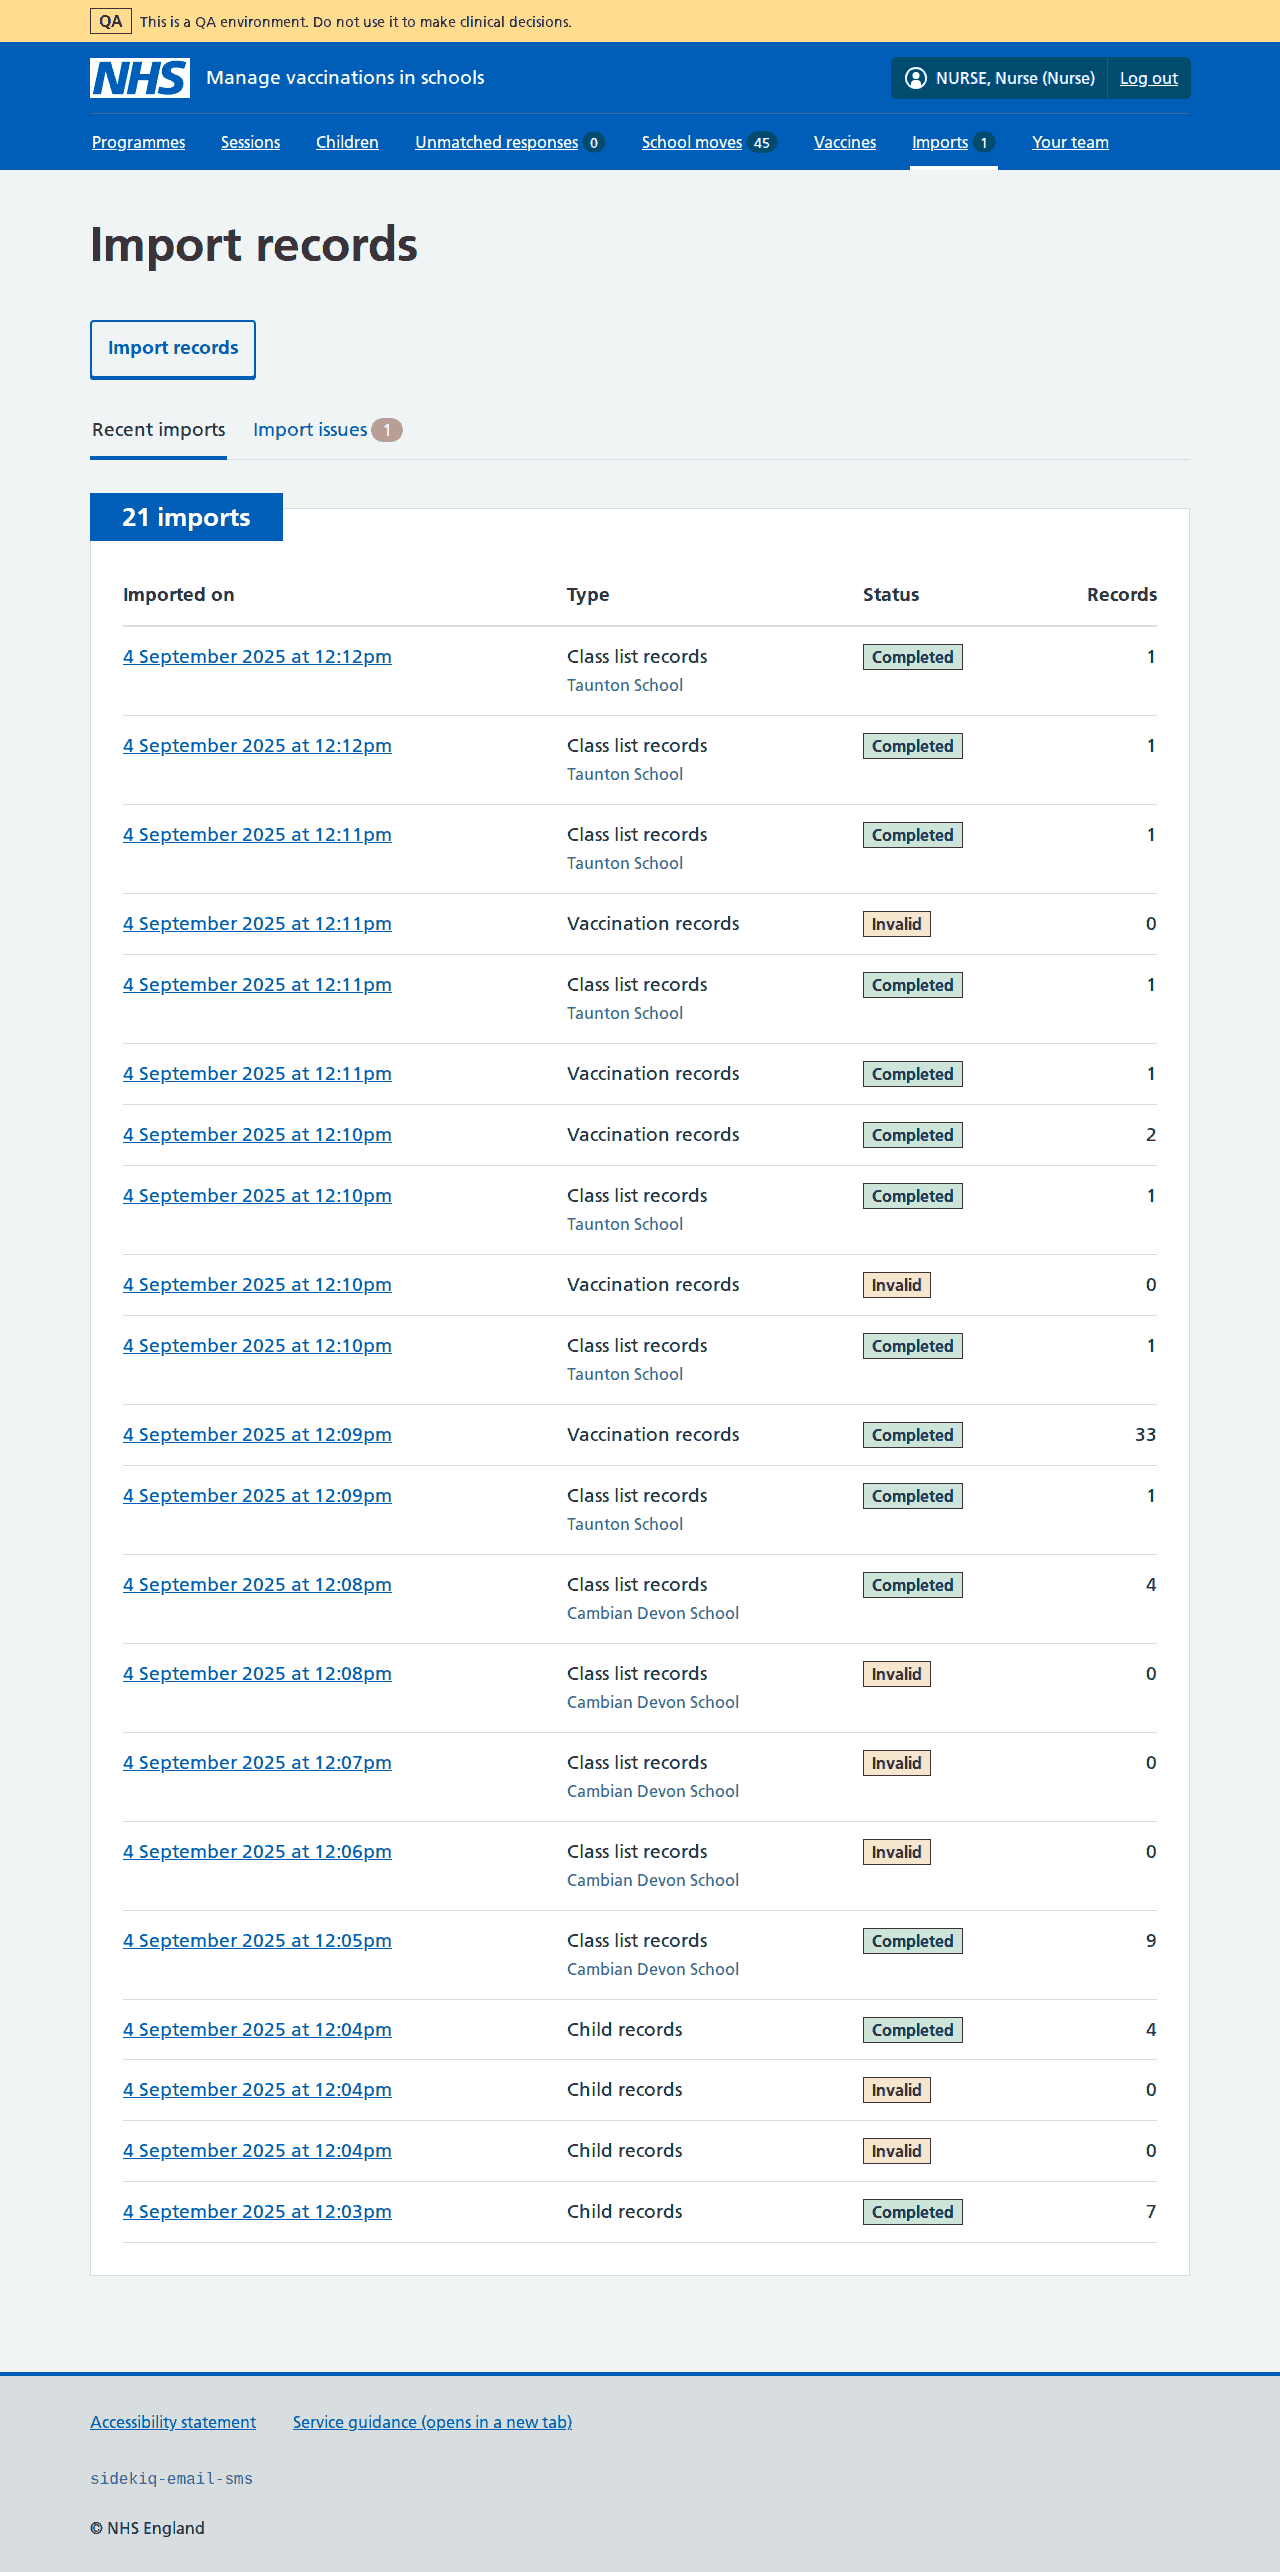 QA This is a QA environment. Do not use it to make clinical decisions.
NHS Manage vaccinations in schools NURSE, Nurse (Nurse) Log out
Programmes Sessions Children Unmatched responses 0 School moves 45 Vaccines Imports 1 Your team
Import records
Import records
Recent imports Import issues 1
21 imports
Imported on Type Status Records
4 September 2025 at 12:12pm Class list records Completed 1
Taunton School
4 September 2025 at 12:12pm Class list records Completed 1
Taunton School
4 September 2025 at 12:11pm Class list records Completed 1
Taunton School
4 September 2025 at 12:11pm Vaccination records Invalid 0
4 September 2025 at 12:11pm Class list records Completed 1
Taunton School
4 September 2025 at 12:11pm Vaccination records Completed 1
4 September 2025 at 12:10pm Vaccination records Completed 2
4 September 2025 at 12:10pm Class list records Completed 1
Taunton School
4 September 2025 at 12:10pm Vaccination records Invalid 0
4 September 2025 at 12:10pm Class list records Completed 1
Taunton School
4 September 2025 at 12:09pm Vaccination records Completed 33
4 September 2025 at 12:09pm Class list records Completed 1
Taunton School
4 September 2025 at 12:08pm Class list records Completed 4
Cambian Devon School
4 September 2025 at 12:08pm Class list records Invalid 0
Cambian Devon School
4 September 2025 at 12:07pm Class list records Invalid 0
Cambian Devon School
4 September 2025 at 12:06pm Class list records Invalid 0
Cambian Devon School
4 September 2025 at 12:05pm Class list records Completed 9
Cambian Devon School
4 September 2025 at 12:04pm Child records Completed 4
4 September 2025 at 12:04pm Child records Invalid 0
4 September 2025 at 12:04pm Child records Invalid 0
4 September 2025 at 12:03pm Child records Completed 7
Accessibility statement Service guidance (opens in a new tab)
sidekiq-email-sms
© NHS England